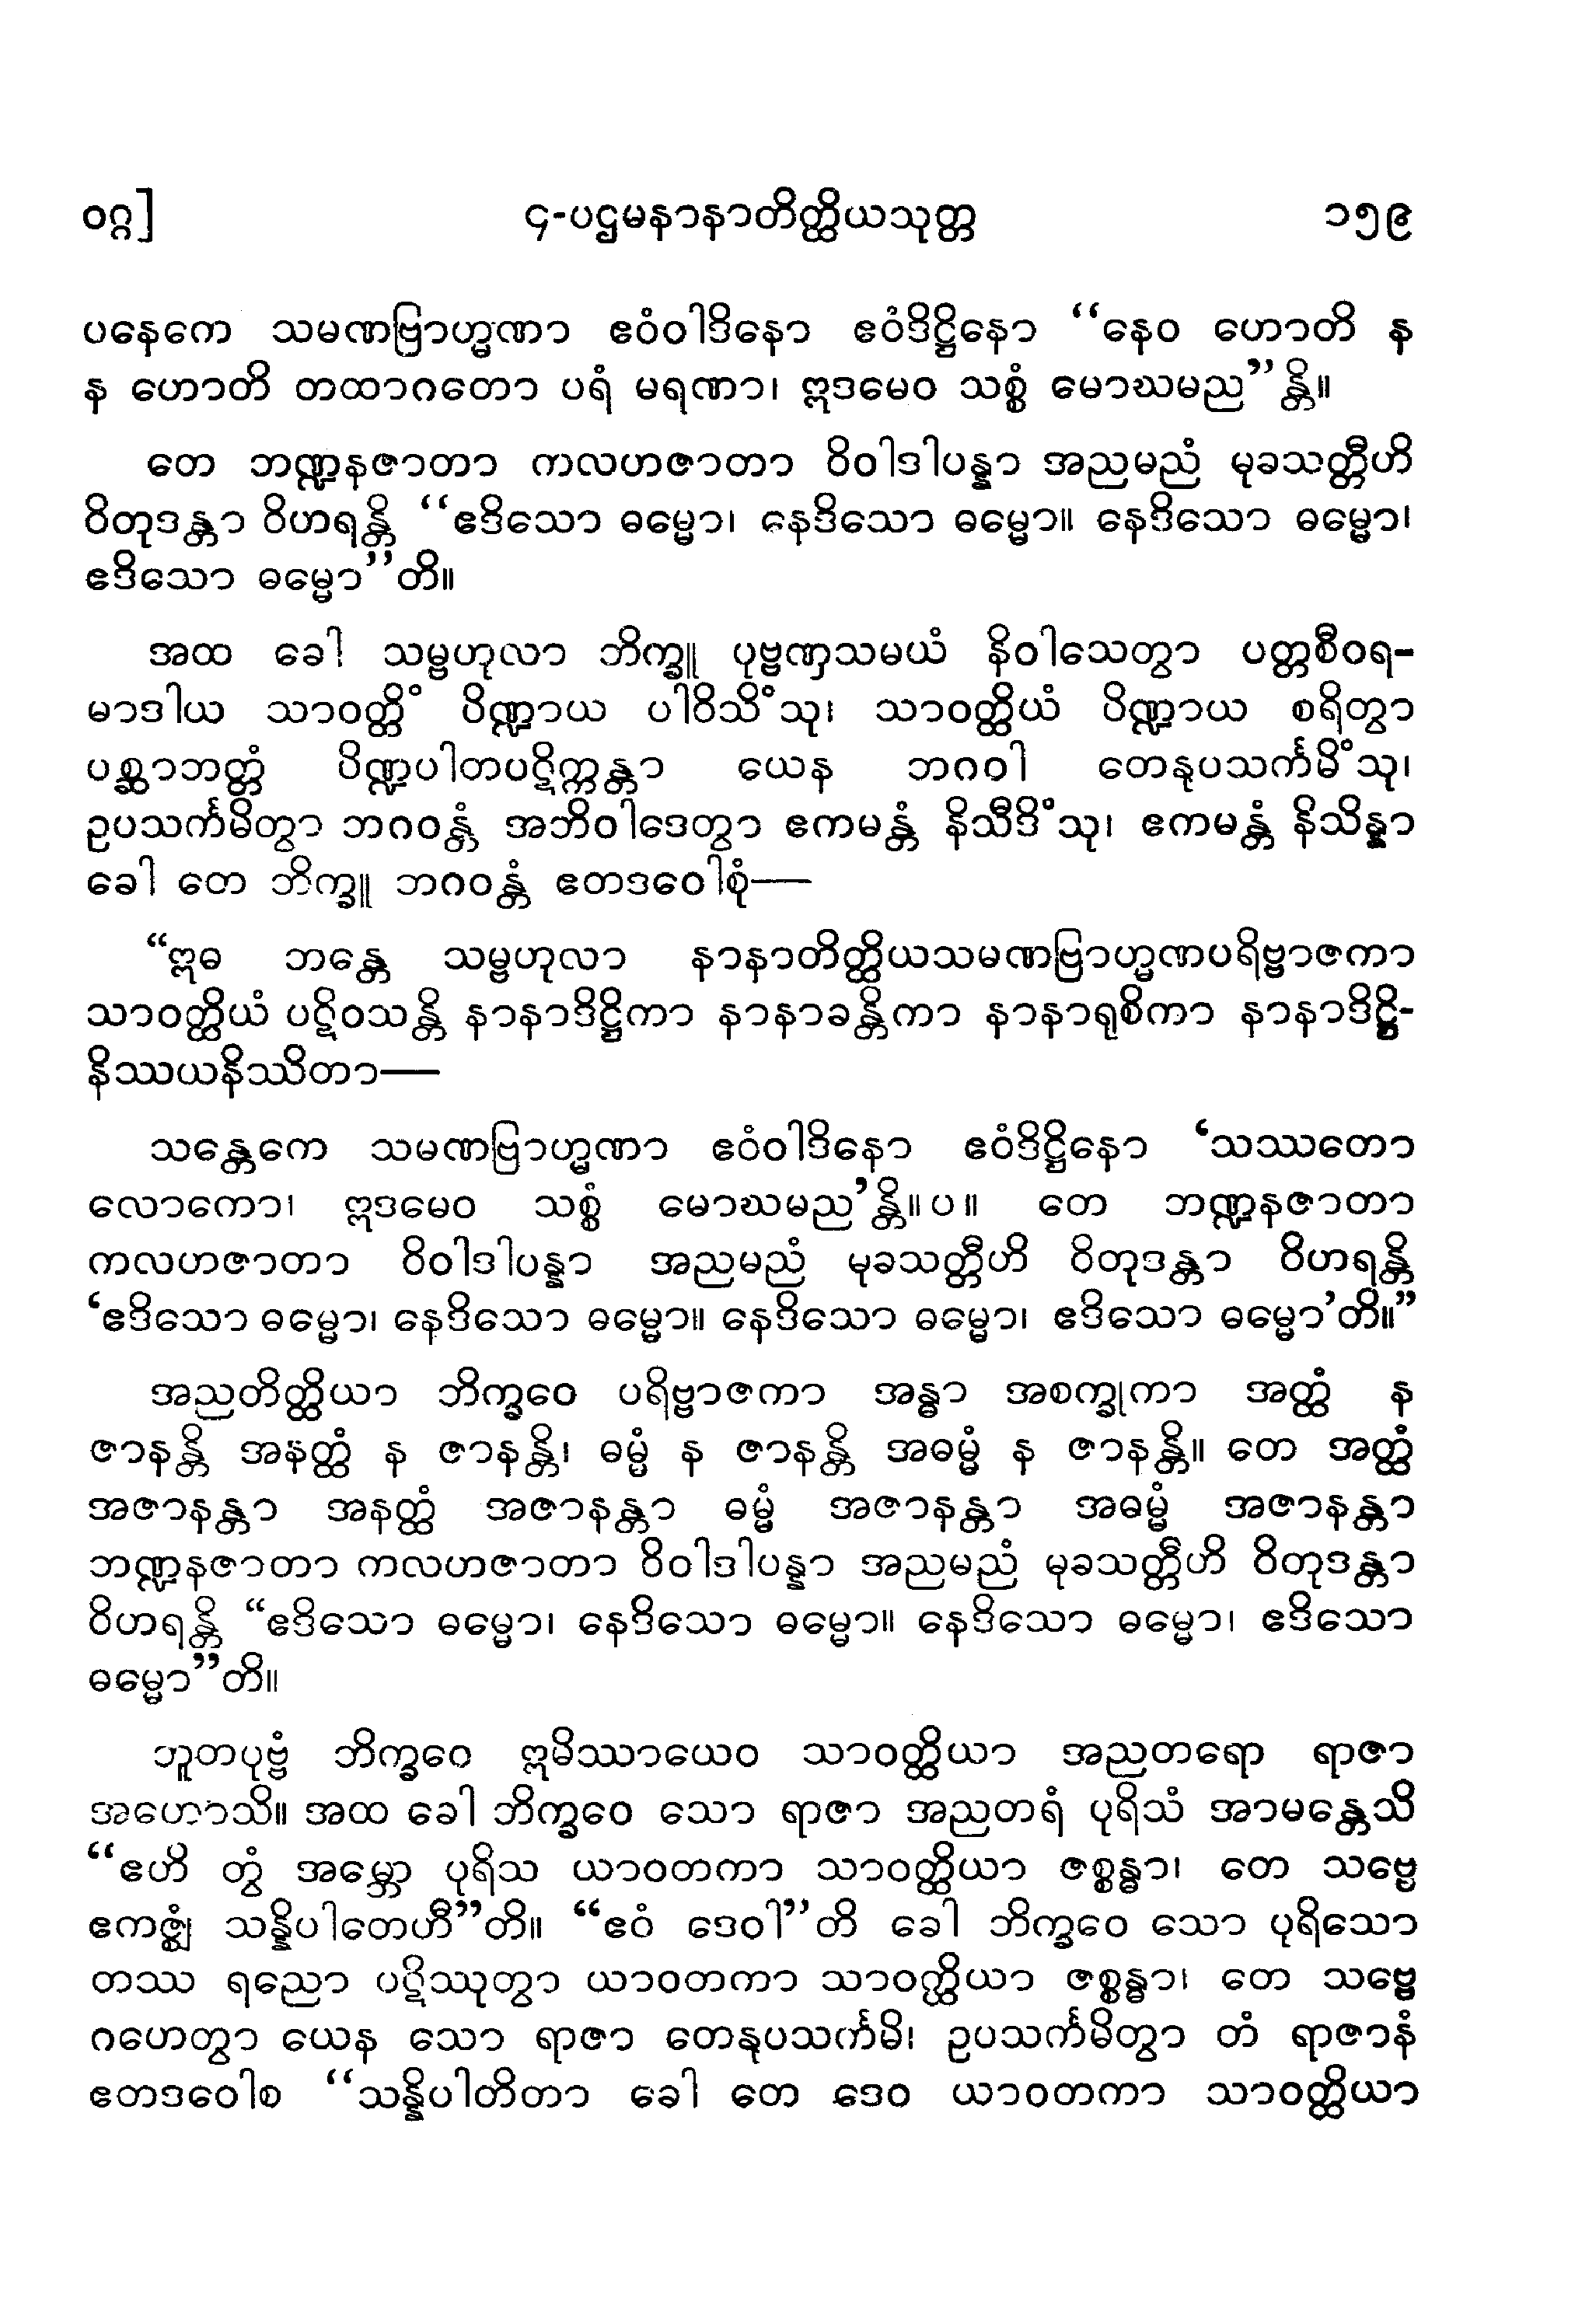 ဝဂ္ဂ] ၄-ပဌမနာနာတိတ္ထိယသုတ္တ ၁၅၉
ပနေကေ သမဏဗြာဟ္မဏာ ဧဝံဝါဒိနော ဧဝံဒိဋ္ဌိနော ‘‘နေဝ ဟောတိ န
န ဟောတိ တထာဂတော ပရံ မရဏာ၊ ဣဒမေဝ သစ္စံ မောဃမည’’န္တိ။
တေ ဘဏ္ဍနဇာတာ ကလဟဇာတာ ဝိဝါဒါပန္နာ အညမညံ မုခသတ္တီဟိ
ဝိတုဒန္တာ ဝိဟရန္တိ ‘‘ဧဒိသော ဓမ္မော၊ နေဒိသော ဓမ္မော။ နေဒိသော ဓမ္မော၊
ဧဒိသော ဓမ္မော’’တိ။
အထ ခေါ သမ္ဗဟုလာ ဘိက္ခူ ပုဗ္ဗဏှသမယံ နိဝါသေတွာ ပတ္တစီဝရ-
မာဒါယ သာဝတ္ထိံ ပိဏ္ဍာယ ပါဝိသိံသု၊ သာဝတ္ထိယံ ပိဏ္ဍာယ စရိတွာ
ပစ္ဆာဘတ္တံ ပိဏ္ဍပါတပဋိက္ကန္တာ ယေန ဘဂဝါ တေနုပသင်္ကမိံသု၊
ဥပသင်္ကမိတွာ ဘဂဝန္တံ အဘိဝါဒေတွာ ဧကမန္တံ နိသီဒိံသု၊ ဧကမန္တံ နိသိန္နာ
ခေါ တေ ဘိက္ခူ ဘဂဝန္တံ ဧတဒဝေါစုံ—
“ဣဓ ဘန္တေ သမ္ဗဟုလာ နာနာတိတ္ထိယသမဏဗြာဟ္မဏပရိဗ္ဗာဇကာ
သာဝတ္ထိယံ ပဋိဝသန္တိ နာနာဒိဋ္ဌိကာ နာနာခန္တိကာ နာနာရုစိကာ နာနာဒိဋ္ဌိ-
နိဿယနိဿိတာ—
သန္တေကေ သမဏဗြာဟ္မဏာ ဧဝံဝါဒိနော ဧဝံဒိဋ္ဌိနော ‘သဿတော
လောကော၊ ဣဒမေဝ သစ္စံ မောဃမည’န္တိ။ပ။ တေ ဘဏ္ဍနဇာတာ
ကလဟဇာတာ ဝိဝါဒါပန္နာ အညမညံ မုခသတ္တီဟိ ဝိတုဒန္တာ ဝိဟရန္တိ
‘ဧဒိသော ဓမ္မော၊ နေဒိသော ဓမ္မော။ နေဒိသော ဓမ္မော၊ ဧဒိသော ဓမ္မော’တိ။”
အညတိတ္ထိယာ ဘိက္ခဝေ ပရိဗ္ဗာဇကာ အန္ဓာ အစက္ခုကာ အတ္ထံ န
ဇာနန္တိ အနတ္ထံ န ဇာနန္တိ၊ ဓမ္မံ န ဇာနန္တိ အဓမ္မံ န ဇာနန္တိ။ တေ အတ္ထံ
အဇာနန္တာ အနတ္ထံ အဇာနန္တာ ဓမ္မံ အဇာနန္တာ အဓမ္မံ အဇာနန္တာ
ဘဏ္ဍနဇာတာ ကလဟဇာတာ ဝိဝါဒါပန္နာ အညမညံ မုခသတ္တီဟိ ဝိတုဒန္တာ
ဝိဟရန္တိ “ဧဒိသော ဓမ္မော၊ နေဒိသော ဓမ္မော။ နေဒိသော ဓမ္မော၊ ဧဒိသော
ဓမ္မော”တိ။
ဘူတပုဗ္ဗံ ဘိက္ခဝေ ဣမိဿာယေဝ သာဝတ္ထိယာ အညတရော ရာဇာ
အဟောသိ။ အထ ခေါ ဘိက္ခဝေ သော ရာဇာ အညတရံ ပုရိသံ အာမန္တေသိ
‘‘ဧဟိ တွံ အမ္ဘော ပုရိသ ယာဝတကာ သာဝတ္ထိယာ ဇစ္စန္ဓာ၊ တေ သဗ္ဗေ
ဧကဇ္ဈံ သန္နိပါတေဟီ”တိ။ “ဧဝံ ဒေဝါ’’တိ ခေါ ဘိက္ခဝေ သော ပုရိသော
တဿ ရညော ပဋိဿုတွာ ယာဝတကာ သာဝတ္ထိယာ ဇစ္စန္ဓာ၊ တေ သဗ္ဗေ
ဂဟေတွာ ယေန သော ရာဇာ တေနုပသင်္ကမိ၊ ဥပသင်္ကမိတွာ တံ ရာဇာနံ
ဧတဒဝေါစ ‘‘သန္နိပါတိတာ ခေါ တေ ဒေဝ ယာဝတကာ သာဝတ္ထိယာ